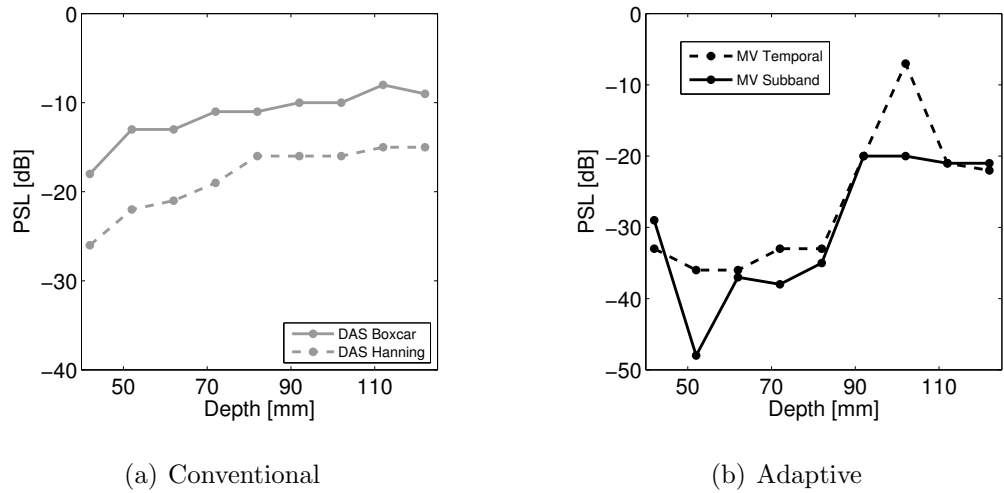 0
−10
−20
−30
−40
PSL [dB]
50 70 90 110
Depth [mm]
DAS Boxcar
DAS Hanning
(a) Conventional
0
−10
−20
−30
−40
−50
PSL [dB]
50 70 90 110
Depth [mm]
MV Temporal
MV Subband
(b) Adaptive